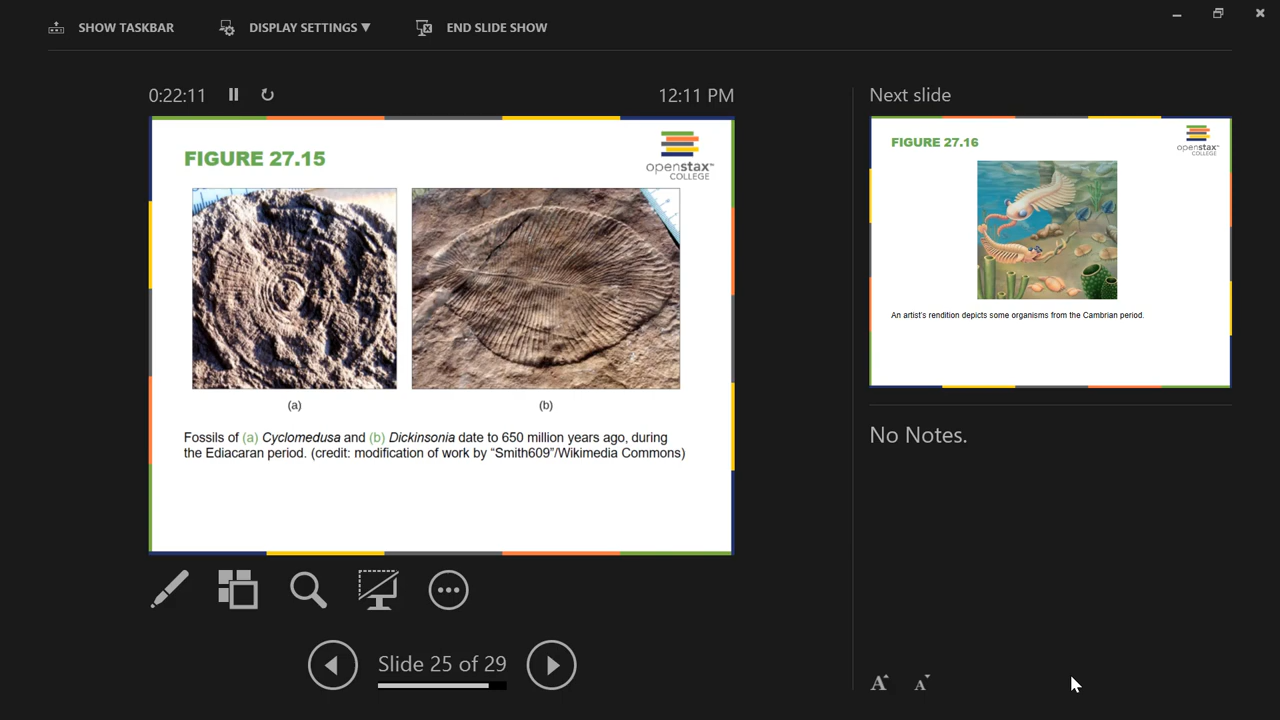 SHOW TASKBAR
DISPLAY SETTINGS ▼
END SLIDE SHOW
0:22:11
12:11 PM
FIGURE 27.15
openstax™
COLLEGE
(a)
(b)
Fossils of (a) Cyclomedusa and (b) Dickinsonia date to 650 million years ago, during
the Ediacaran period. (credit: modification of work by “Smith609”/Wikimedia Commons)
Slide 25 of 29
Next slide
FIGURE 27.16
openstax™
COLLEGE
An artist’s rendition depicts some organisms from the Cambrian period.
No Notes.
A A